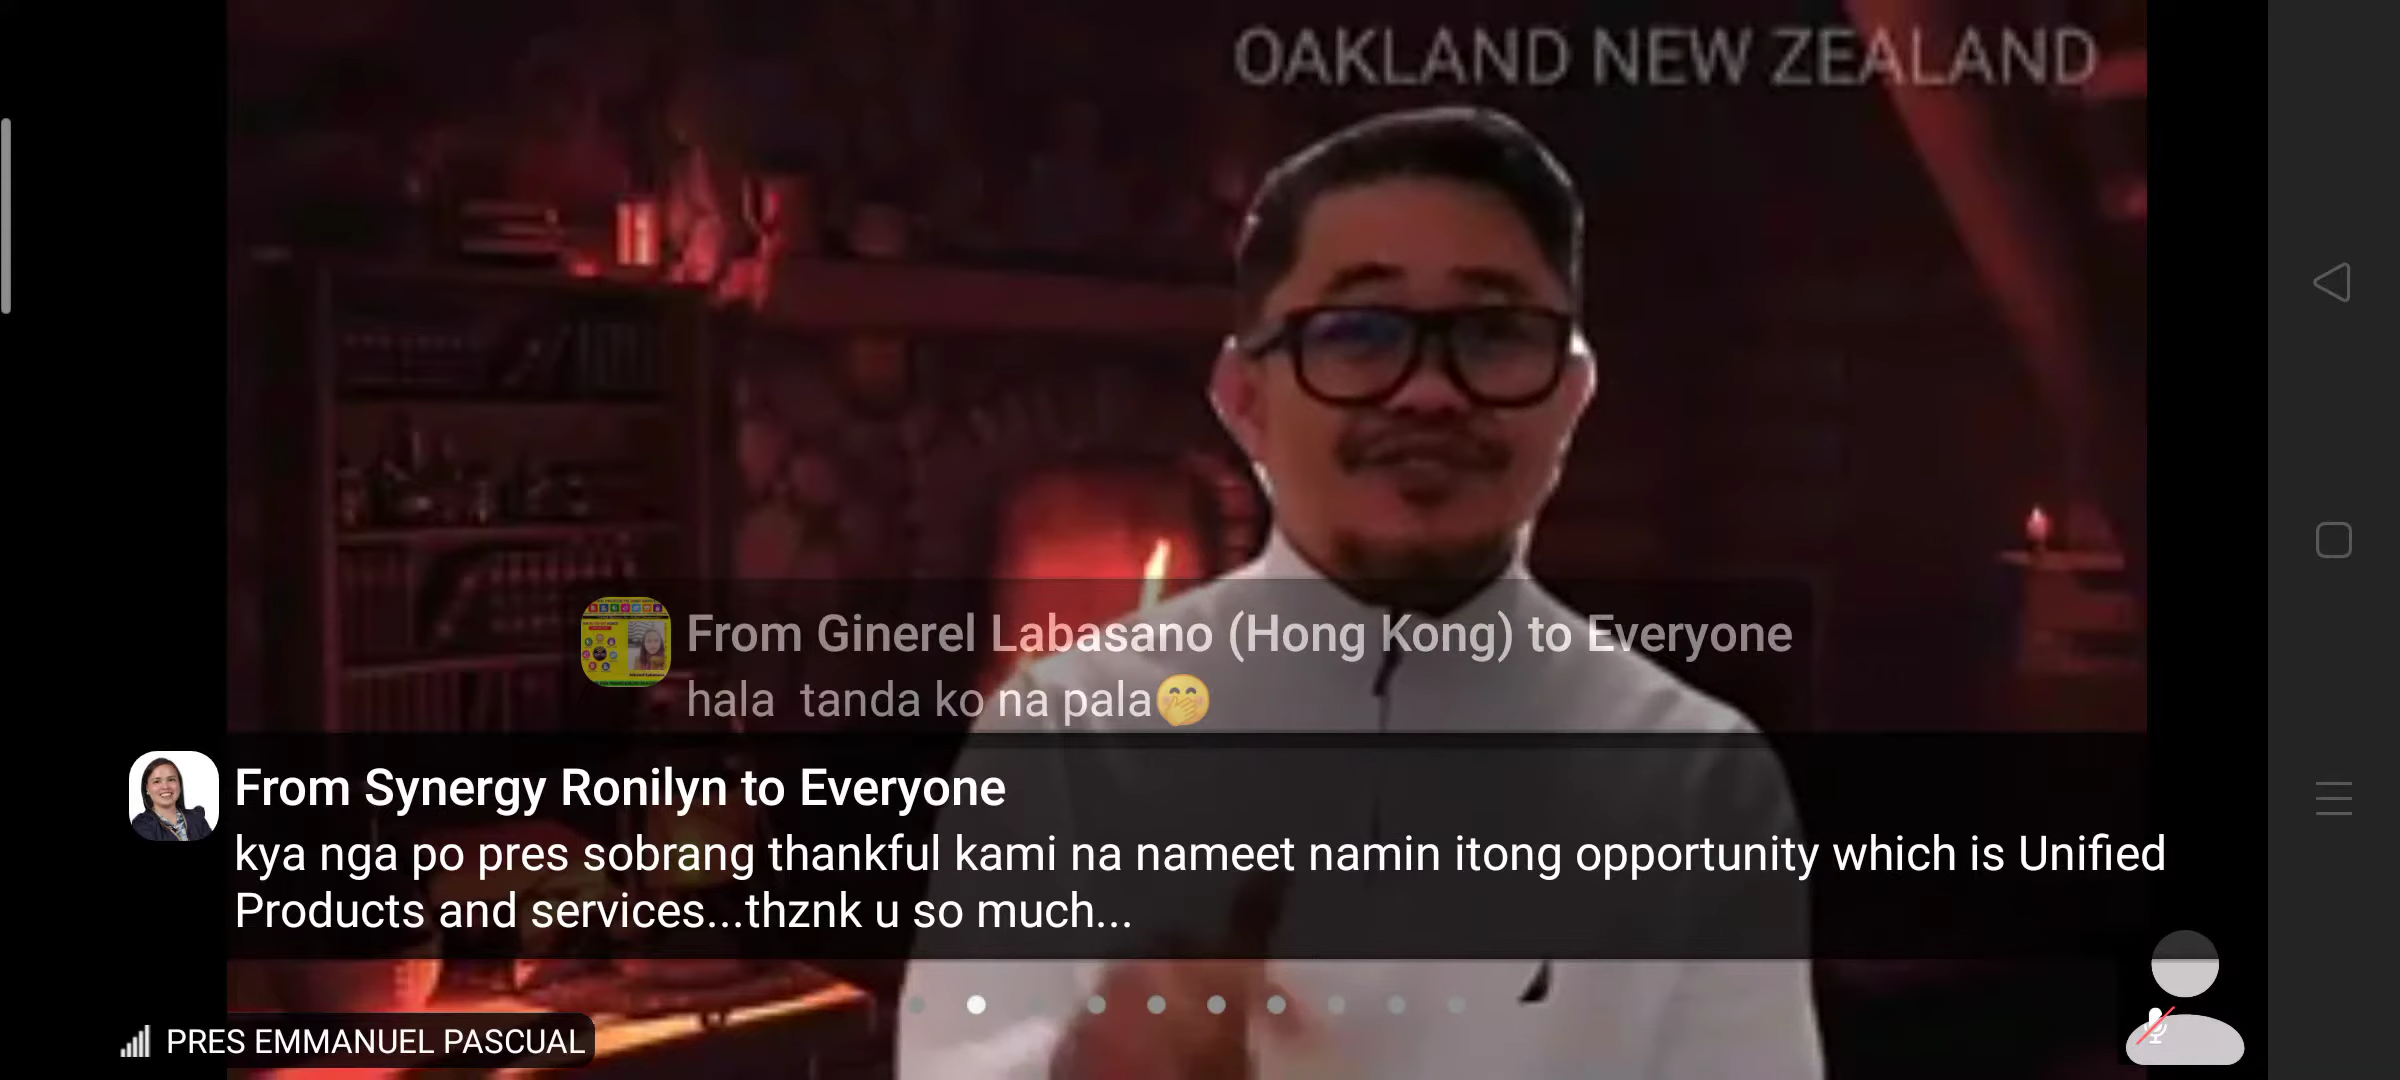 OAKLAND NEW ZEALAND
From Ginerel Labasano (Hong Kong) to Everyone
hala  tanda ko na pala🤭
From Synergy Ronilyn to Everyone
kya nga po pres sobrang thankful kami na nameet namin itong opportunity which is Unified
Products and services...thznk u so much...
PRES EMMANUEL PASCUAL